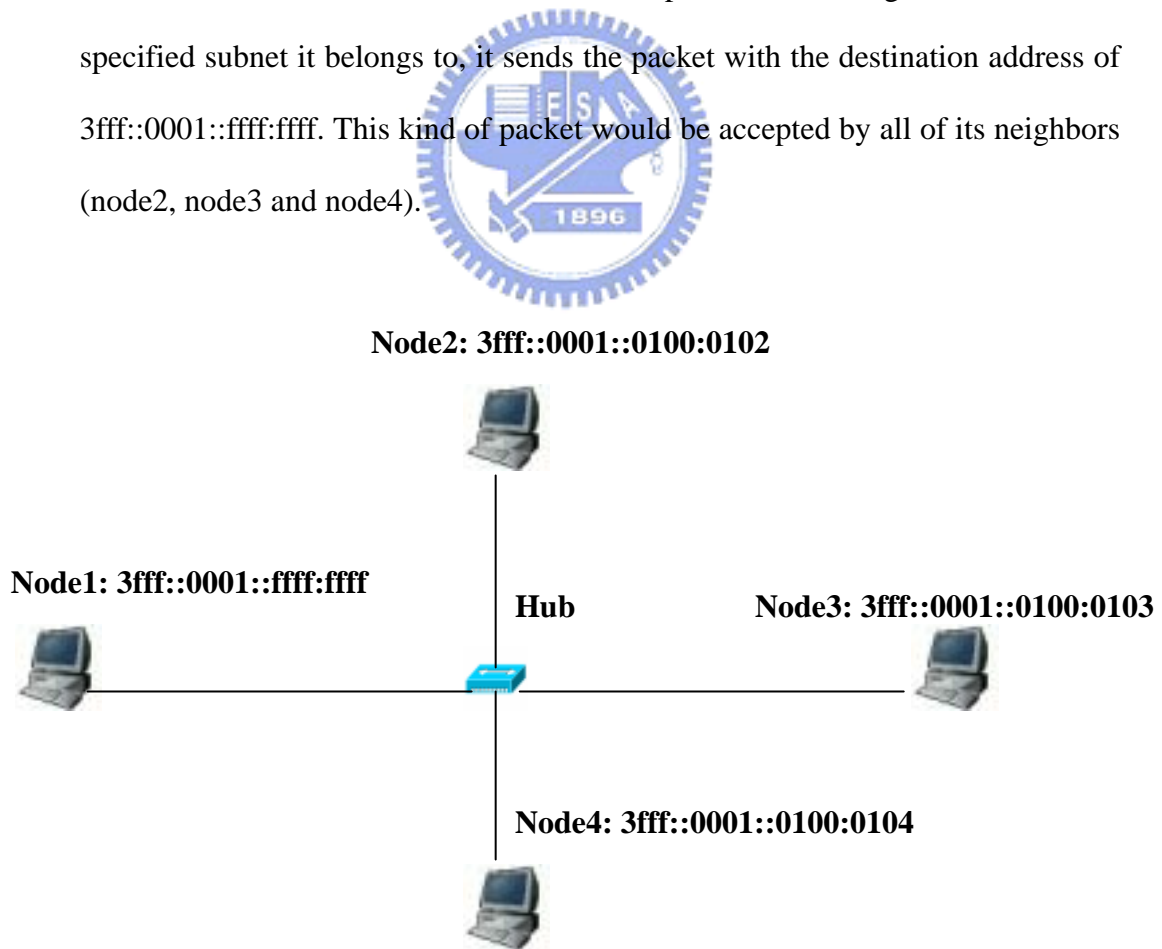 specified subnet it belongs to, it sends the packet with the destination address of
3fff::0001::ffff:ffff. This kind of packet would be accepted by all of its neighbors
(node2, node3 and node4).
E S A
1896
Node2: 3fff::0001::0100:0102
Node1: 3fff::0001::ffff:ffff
Hub
Node3: 3fff::0001::0100:0103
Node4: 3fff::0001::0100:0104